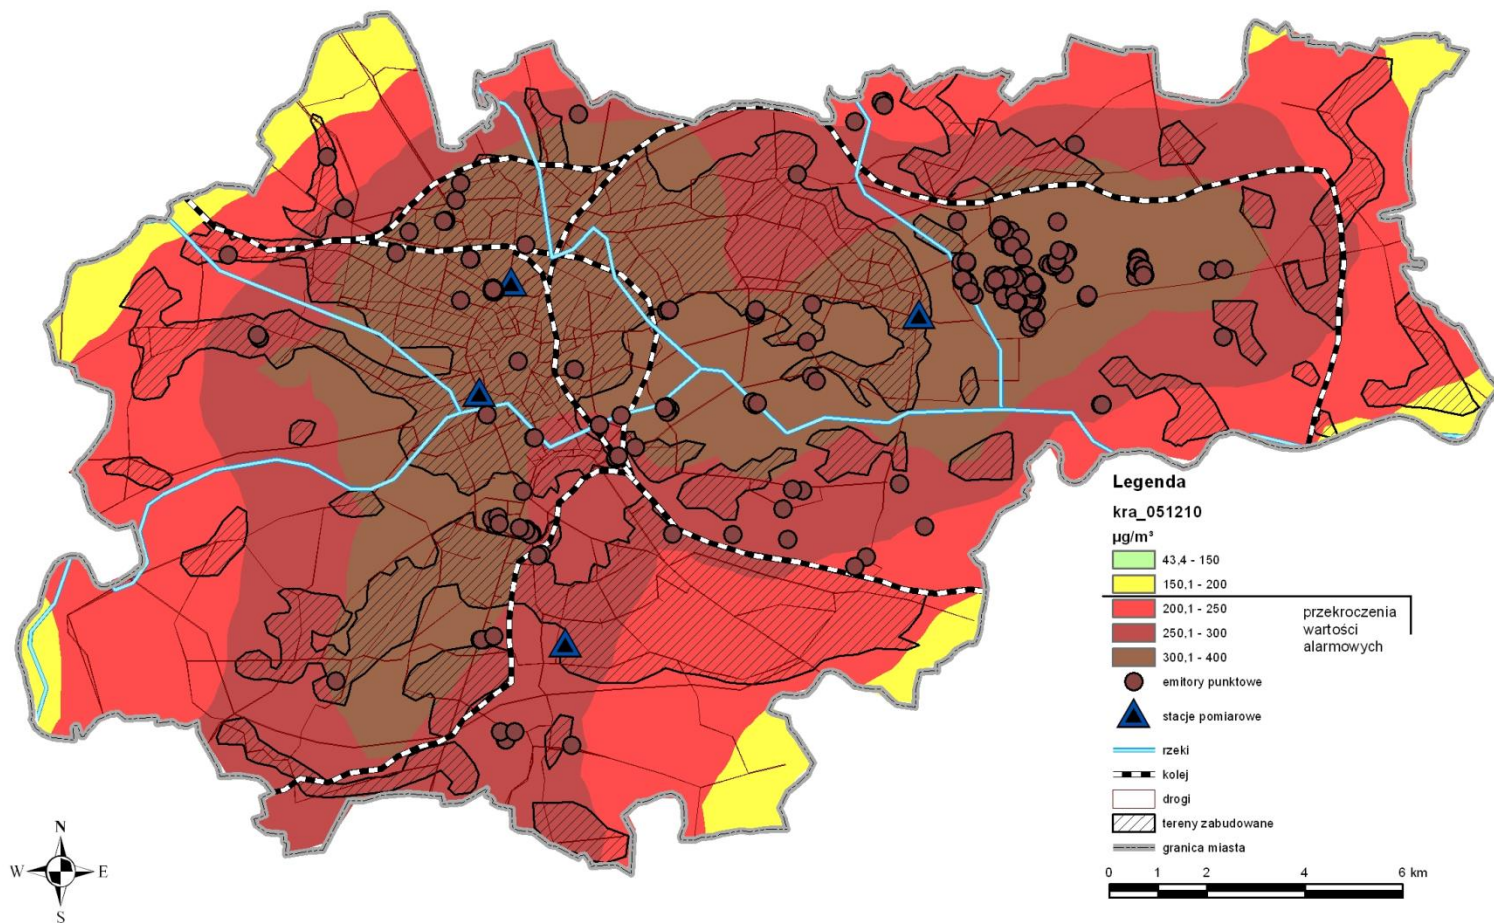 Legenda
kra_051210
µg/m³
43,4 - 150
150,1 - 200
200,1 - 250
250,1 - 300
300,1 - 400
przekroczenia
wartości
alarmowych
emitory punktowe
stacje pomiarowe
rzeki
kolej
drogi
tereny zabudowane
granica miasta
N
W E
S
0 1 2 4 6 km